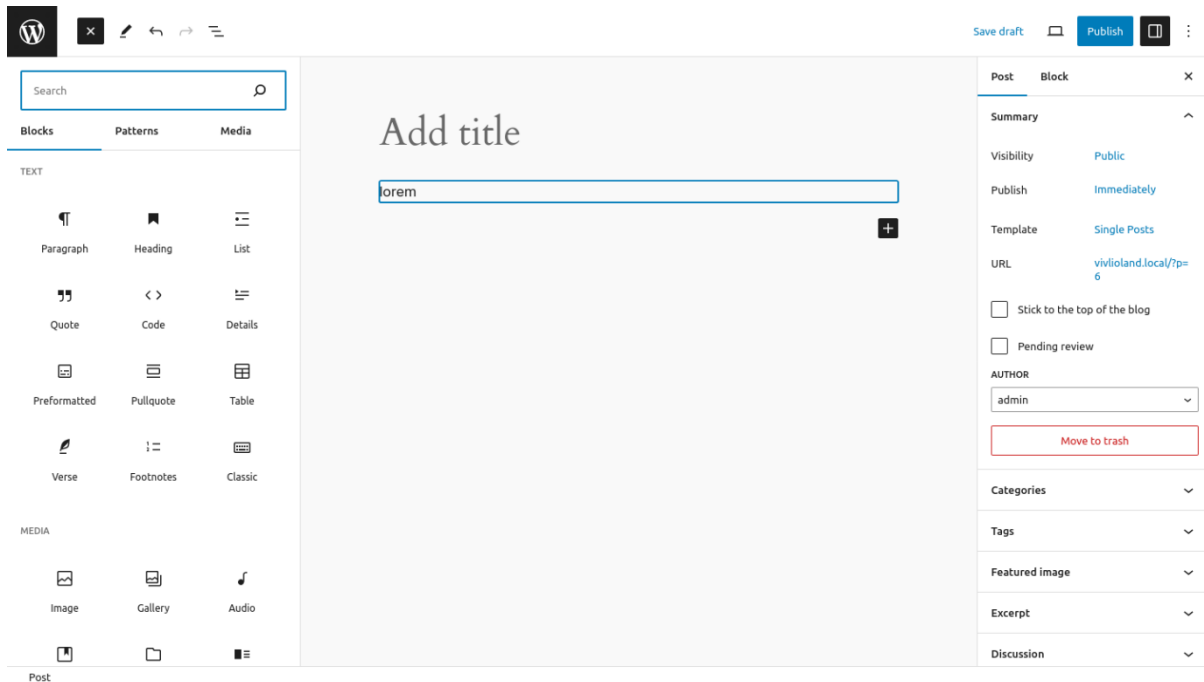 Save draft
Publish
Search
Blocks Patterns Media
TEXT
Paragraph Heading List
Quote Code Details
Preformatted Pullquote Table
Verse Footnotes Classic
MEDIA
Image Gallery Audio
Post
Add title
lorem
Post Block
Summary
Visibility Public
Publish Immediately
Template Single Posts
URL vivlioland.local/?p=
6
Stick to the top of the blog
Pending review
AUTHOR
admin
Move to trash
Categories
Tags
Featured image
Excerpt
Discussion